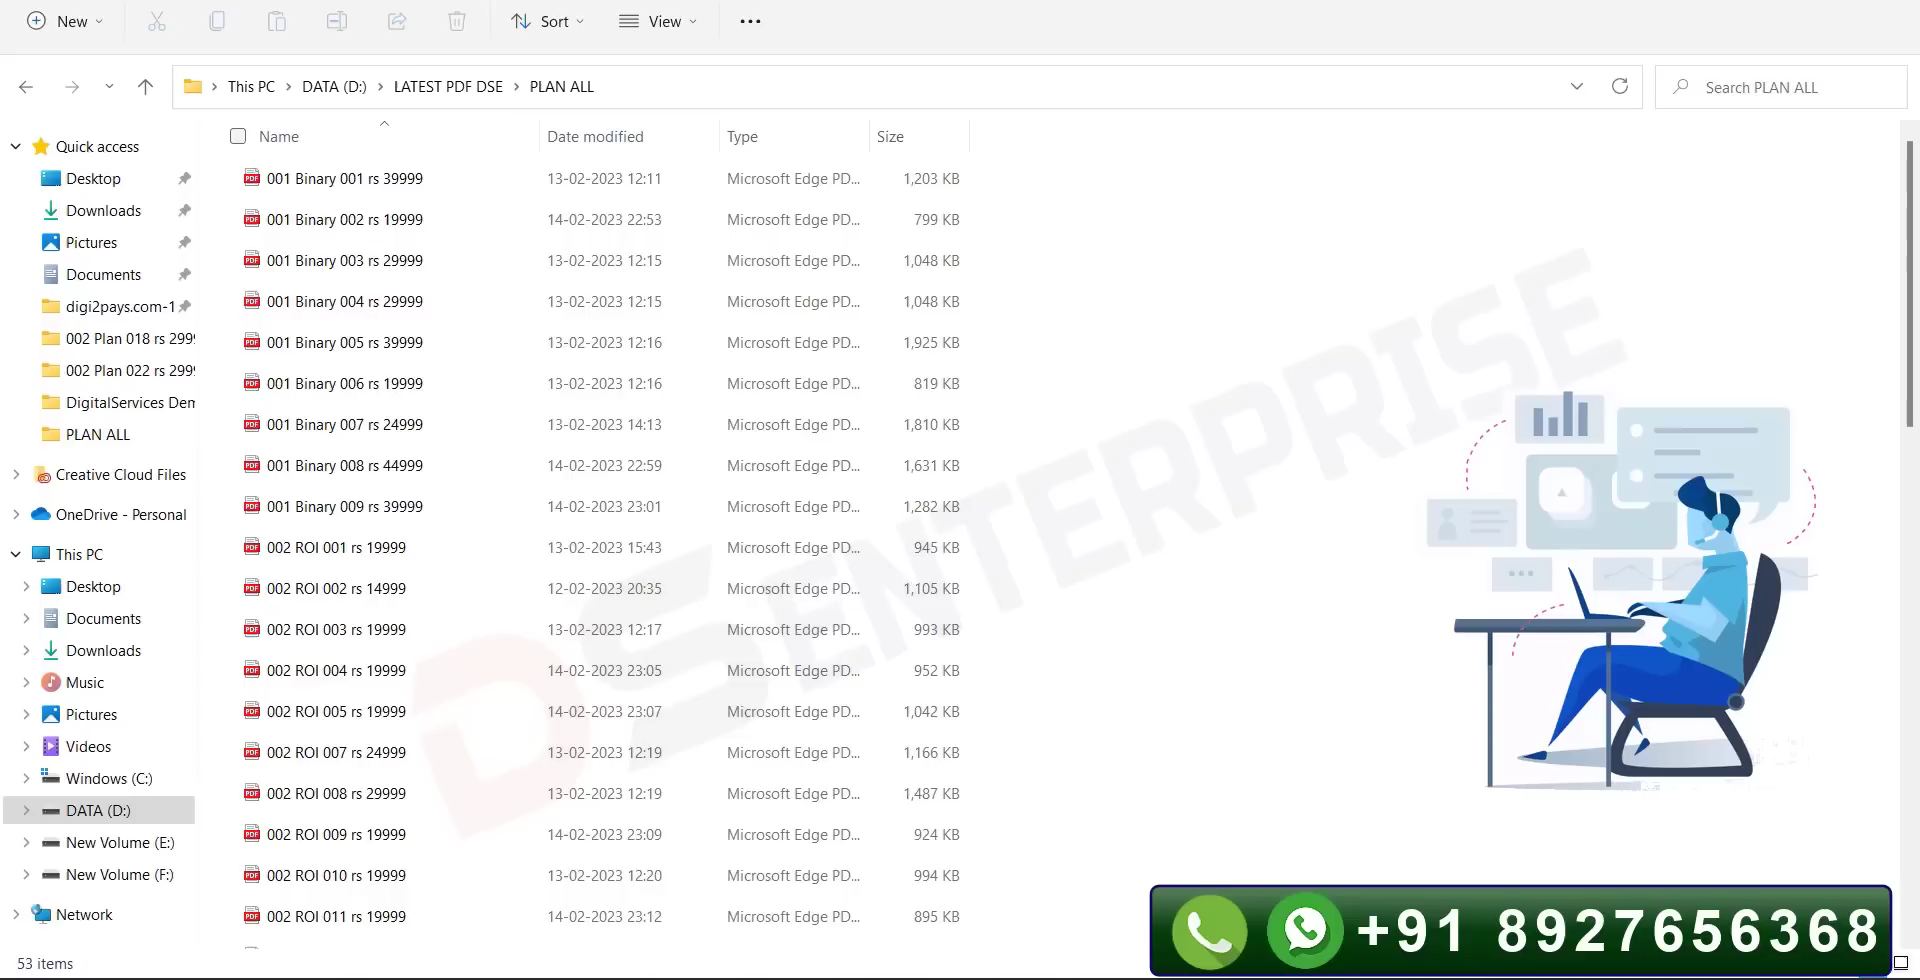 New
Sort
View
This PC
DATA (D:)
LATEST PDF DSE
PLAN ALL
Search PLAN ALL
Name Date modified Type Size
Quick access
Desktop
Downloads
Pictures
Documents
digi2pays.com-1
002 Plan 018 rs 299
002 Plan 022 rs 299
DigitalServices Dem
PLAN ALL
Creative Cloud Files
OneDrive - Personal
This PC
Desktop
Documents
Downloads
Music
Pictures
Videos
Windows (C:)
DATA (D:)
New Volume (E:)
New Volume (F:)
Network
001 Binary 001 rs 39999 13-02-2023 12:11 Microsoft Edge PD... 1,203 KB
001 Binary 002 rs 19999 14-02-2023 22:53 Microsoft Edge PD... 799 KB
001 Binary 003 rs 29999 13-02-2023 12:15 Microsoft Edge PD... 1,048 KB
001 Binary 004 rs 29999 13-02-2023 12:15 Microsoft Edge PD... 1,048 KB
001 Binary 005 rs 39999 13-02-2023 12:16 Microsoft Edge PD... 1,925 KB
001 Binary 006 rs 19999 13-02-2023 12:16 Microsoft Edge PD... 819 KB
001 Binary 007 rs 24999 13-02-2023 14:13 Microsoft Edge PD... 1,810 KB
001 Binary 008 rs 44999 14-02-2023 22:59 Microsoft Edge PD... 1,631 KB
001 Binary 009 rs 39999 14-02-2023 23:01 Microsoft Edge PD... 1,282 KB
002 ROI 001 rs 19999 13-02-2023 15:43 Microsoft Edge PD... 945 KB
002 ROI 002 rs 14999 12-02-2023 20:35 Microsoft Edge PD... 1,105 KB
002 ROI 003 rs 19999 13-02-2023 12:17 Microsoft Edge PD... 993 KB
002 ROI 004 rs 19999 14-02-2023 23:05 Microsoft Edge PD... 952 KB
002 ROI 005 rs 19999 14-02-2023 23:07 Microsoft Edge PD... 1,042 KB
002 ROI 007 rs 24999 13-02-2023 12:19 Microsoft Edge PD... 1,166 KB
002 ROI 008 rs 29999 13-02-2023 12:19 Microsoft Edge PD... 1,487 KB
002 ROI 009 rs 19999 14-02-2023 23:09 Microsoft Edge PD... 924 KB
002 ROI 010 rs 19999 13-02-2023 12:20 Microsoft Edge PD... 994 KB
002 ROI 011 rs 19999 14-02-2023 23:12 Microsoft Edge PD... 895 KB
DSENTERPRISE
+91 8927656368
53 items